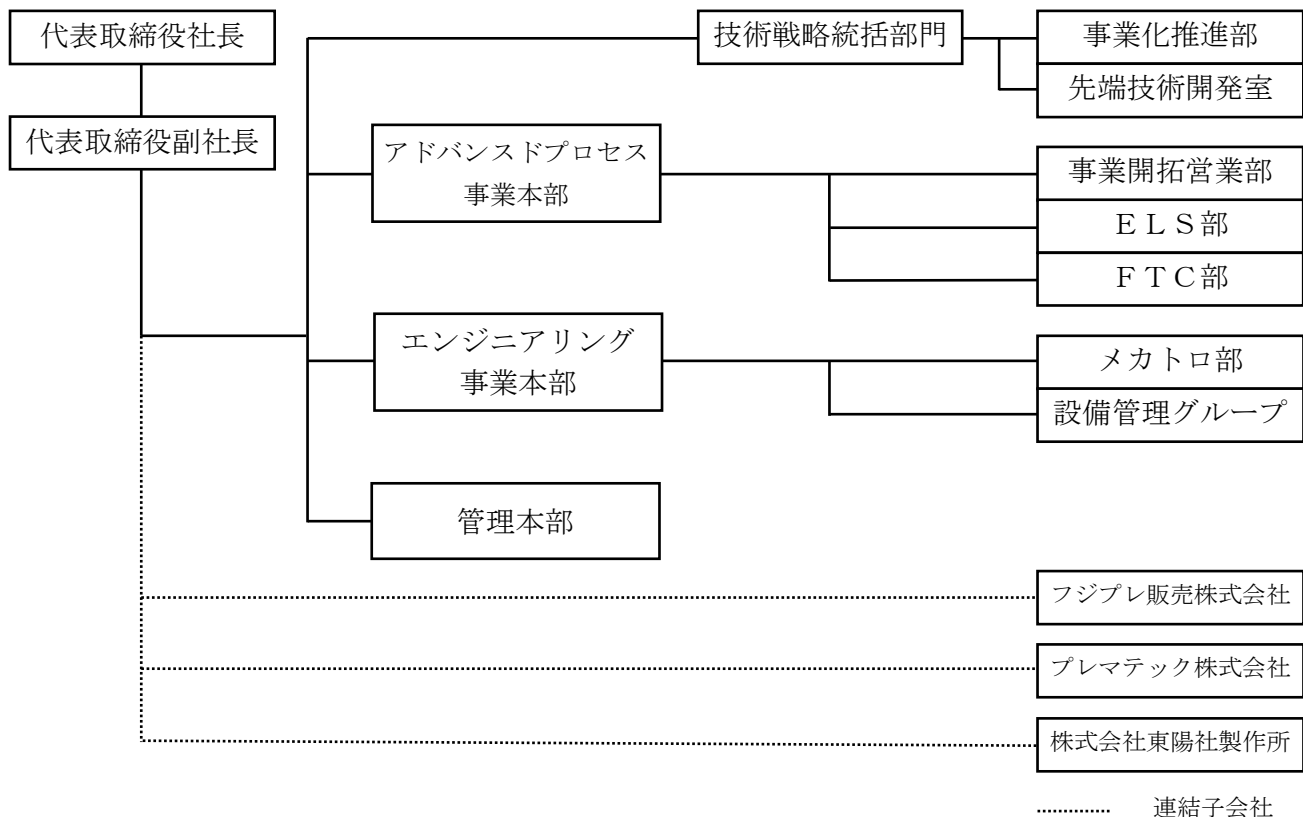 代表取締役社長
技術戦略統括部門
事業化推進部
先端技術開発室
代表取締役副社長
アドバンスドプロセス
事業本部
事業開拓営業部
ＥＬＳ部
ＦＴＣ部
エンジニアリング
事業本部
メカトロ部
設備管理グループ
管理本部
フジプレ販売株式会社
プレマテック株式会社
株式会社東陽社製作所
連結子会社